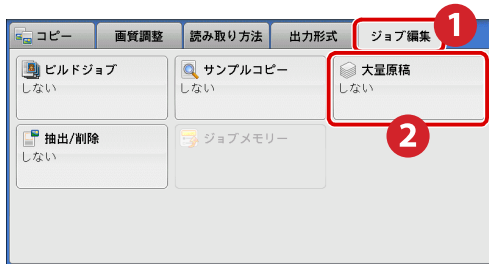 コピー 画質調整 読み取り方法 出力形式 ジョブ編集 1
ビルドジョブ サンプルコピー 大量原稿
しない しない しない
2
抽出/削除 ジョブメモリー
しない